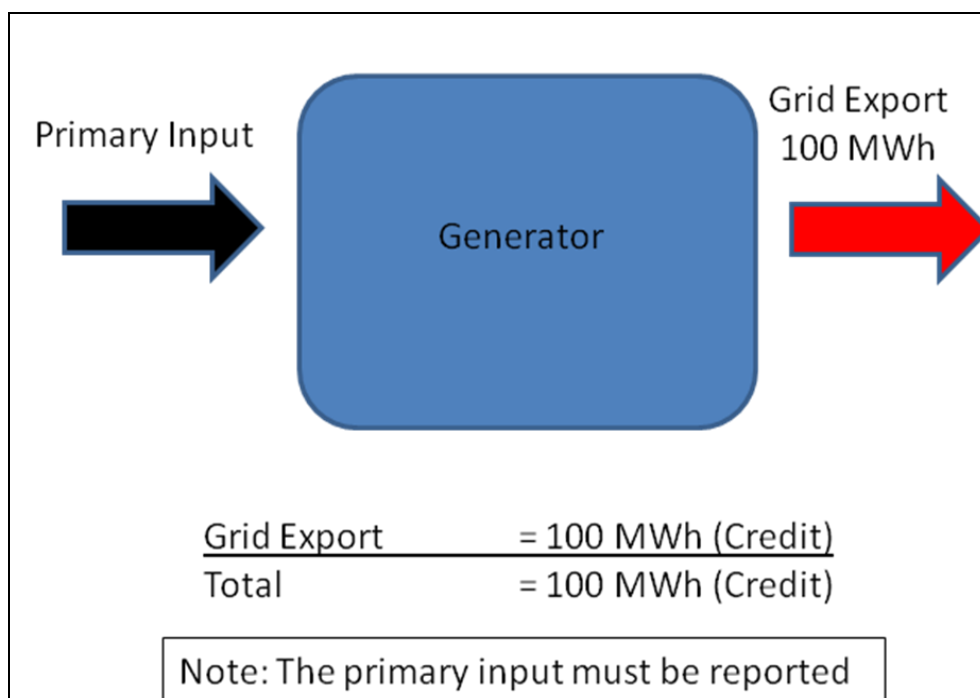 Primary Input
Grid Export
100 MWh
Generator
Grid Export = 100 MWh (Credit)
Total = 100 MWh (Credit)
Note: The primary input must be reported